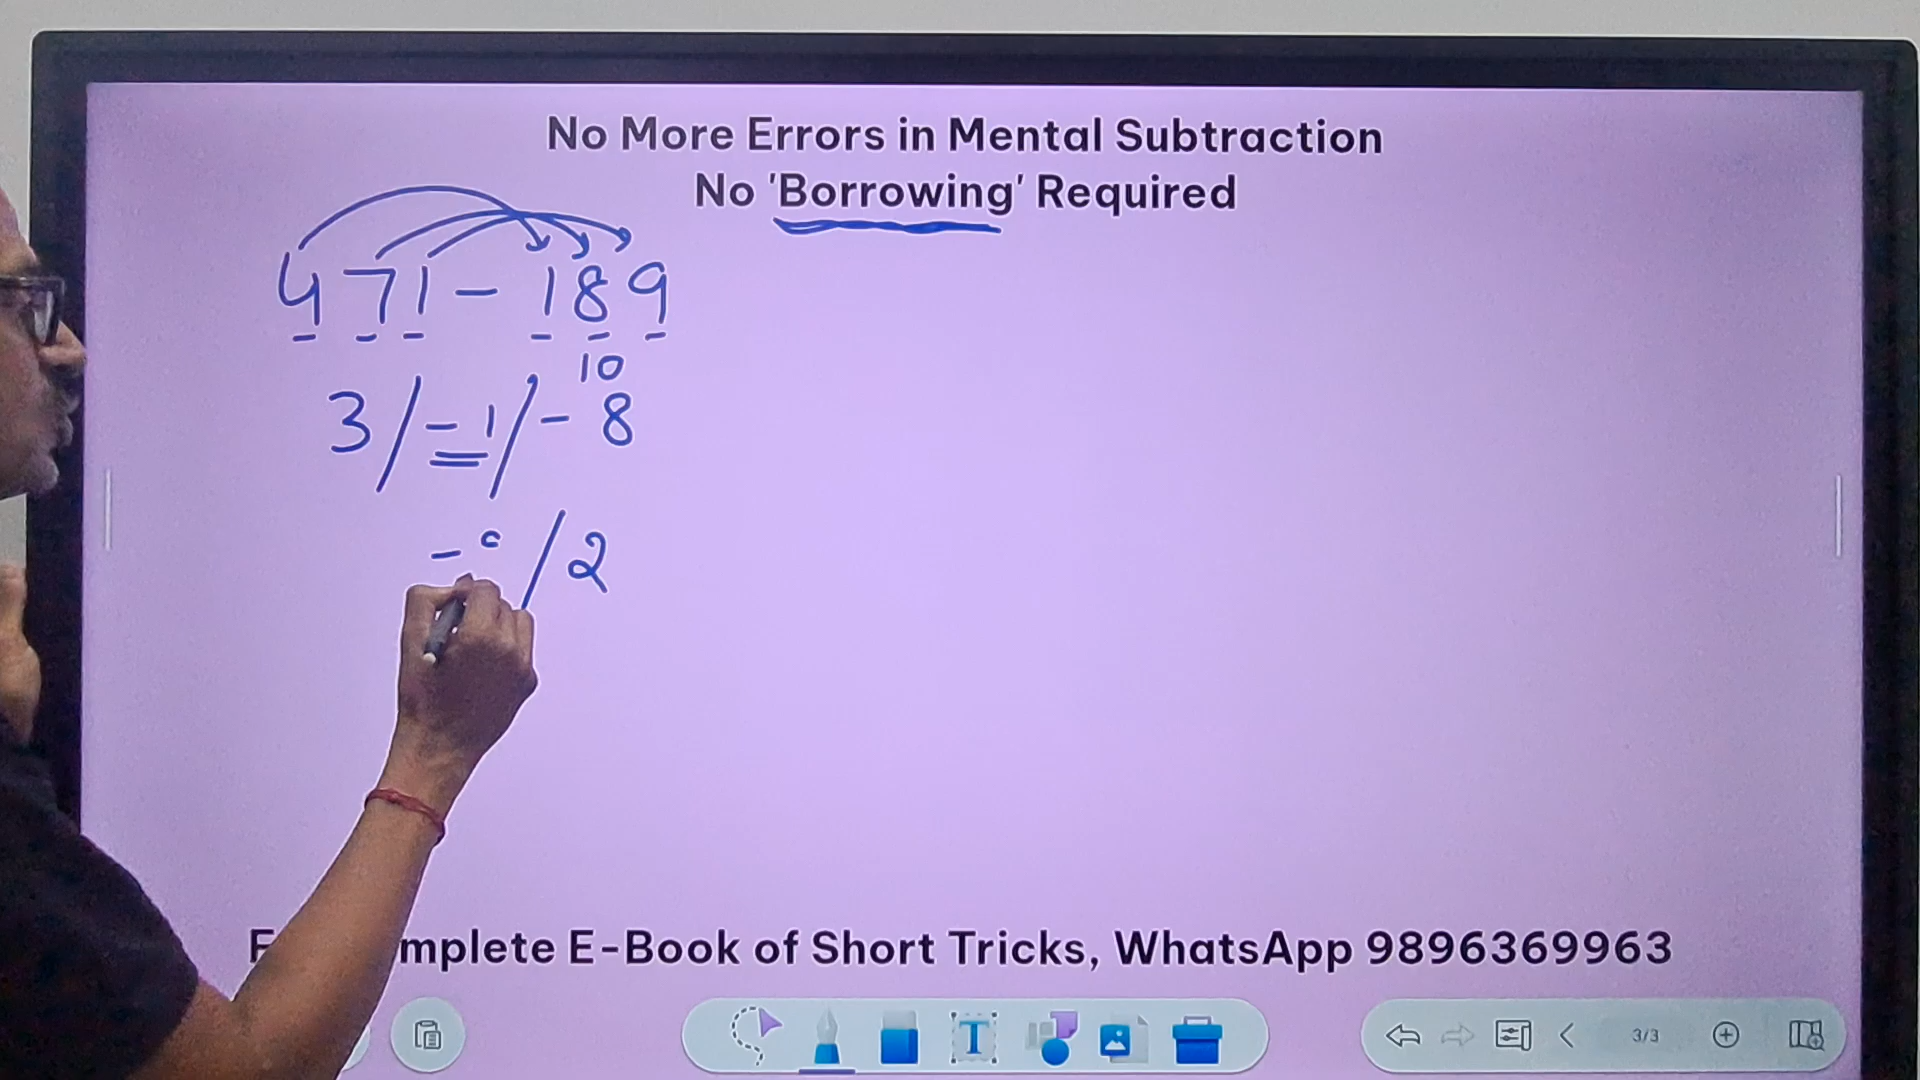 No More Errors in Mental Subtraction
No 'Borrowing' Required
471 - 189
10
3 / -1 / - 8
- / 2
mplete E-Book of Short Tricks, WhatsApp 9896369963
T
3/3